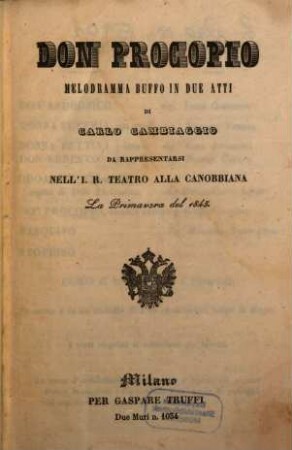 DON PROCOPIO
MELODRAMMA BUFFO IN DUE ATTI
DI
CARLO CAMBIAGGIO
DA RAPPRESENTARSI
NELL'I. R. TEATRO ALLA CANOBBIANA
La Primavera del 1845.
Milano
PER GASPARE TRUFFI
Due Muri n. 1034